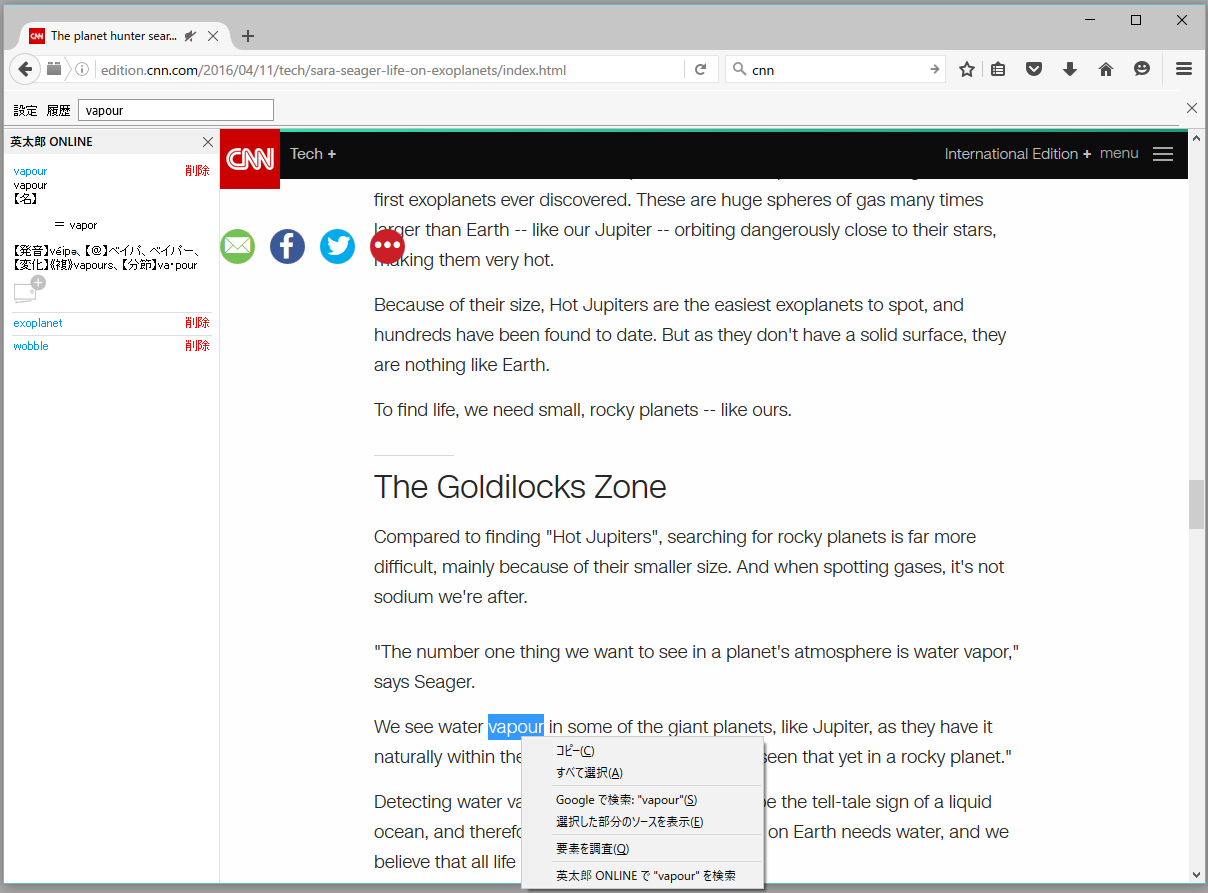 CNN The planet hunter sear...
edition.cnn.com/2016/04/11/tech/sara-seager-life-on-exoplanets/index.html
cnn
設定 履歴 vapour
英太郎 ONLINE
vapour 削除
vapour
【名】
＝ vapor
【発音】véipə、【@】ベイパ、ベイパー、
【変化】《複》vapours、【分節】va・pour
exoplanet 削除
wobble 削除
CNN Tech + International Edition + menu
first exoplanets ever discovered. These are huge spheres of gas many times
larger than Earth -- like our Jupiter -- orbiting dangerously close to their stars,
making them very hot.
Because of their size, Hot Jupiters are the easiest exoplanets to spot, and
hundreds have been found to date. But as they don't have a solid surface, they
are nothing like Earth.
To find life, we need small, rocky planets -- like ours.
The Goldilocks Zone
Compared to finding "Hot Jupiters", searching for rocky planets is far more
difficult, mainly because of their smaller size. And when spotting gases, it's not
sodium we're after.
"The number one thing we want to see in a planet's atmosphere is water vapor,"
says Seager.
We see water vapour in some of the giant planets, like Jupiter, as they have it
naturally within the seen that yet in a rocky planet."
Detecting water va be the tell-tale sign of a liquid
ocean, and therefo on Earth needs water, and we
believe that all life
コピー(C)
すべて選択(A)
Google で検索: "vapour"(S)
選択した部分のソースを表示(E)
要素を調査(Q)
英太郎 ONLINE で "vapour" を検索